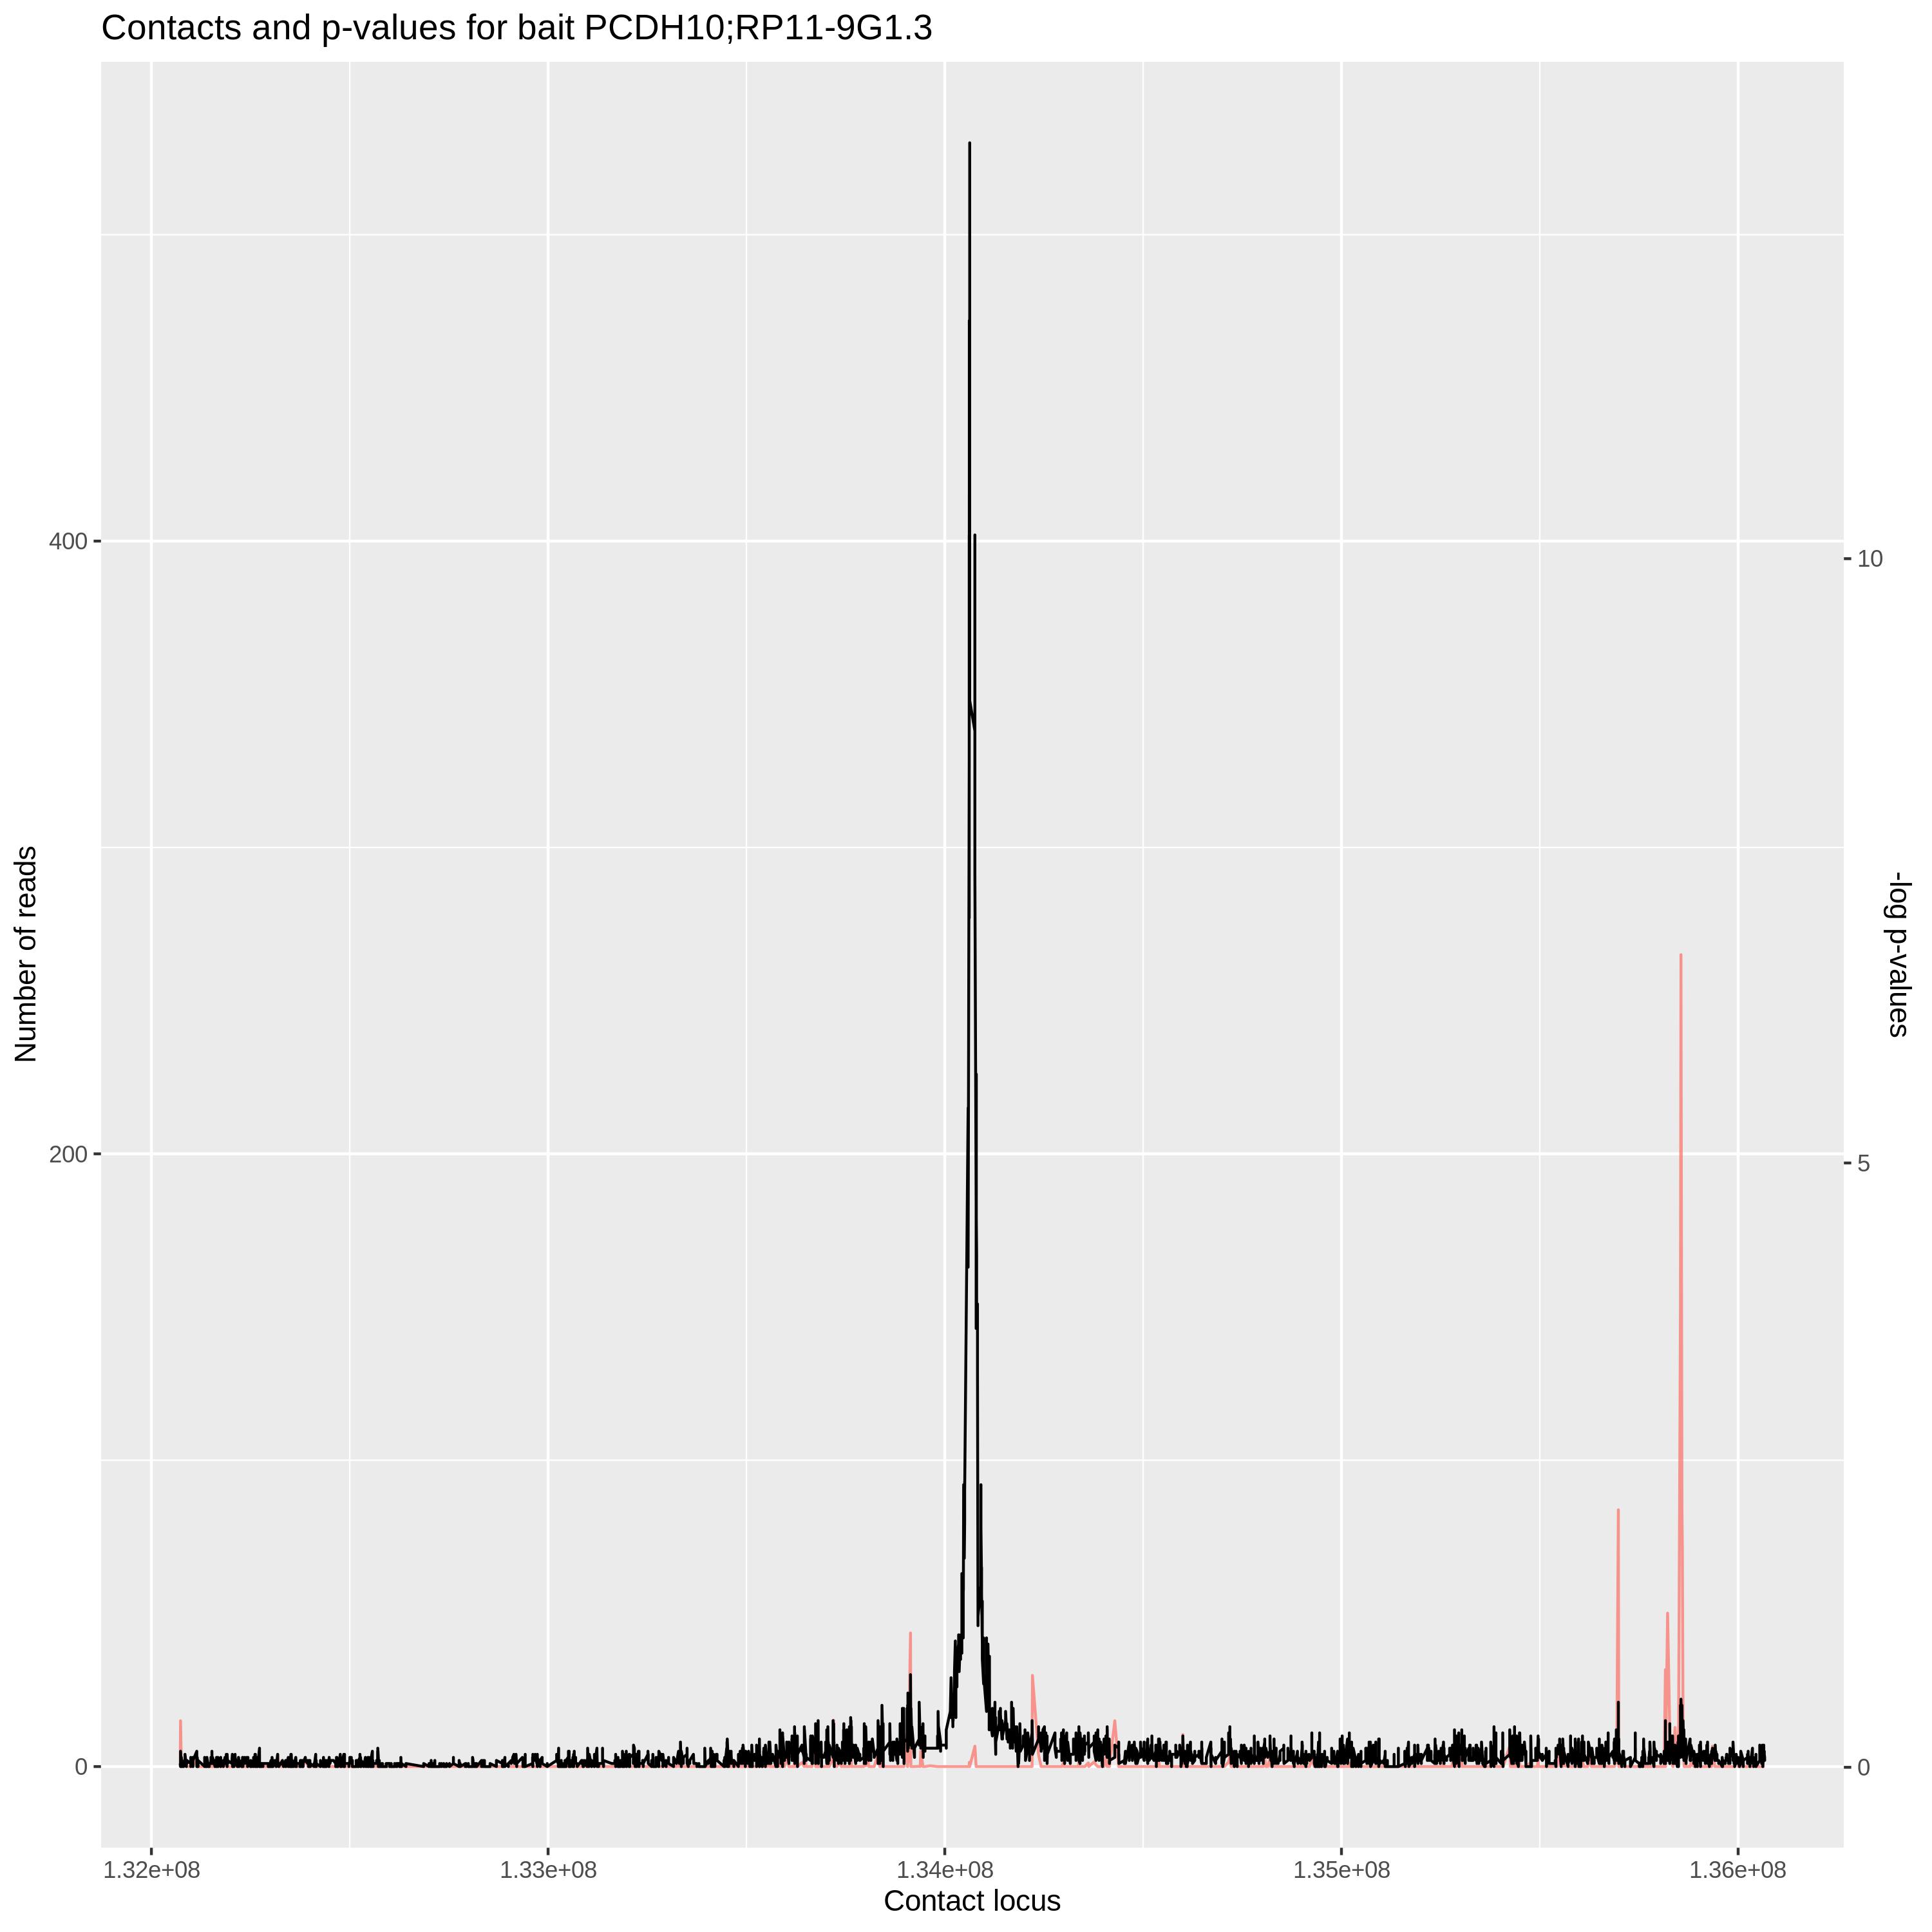 Contacts and p-values for bait PCDH10;RP11-9G1.3
400
200
0
Number of reads
10
5
0
-log p-values
1.32e+08
1.33e+08
1.34e+08
1.35e+08
1.36e+08
Contact locus